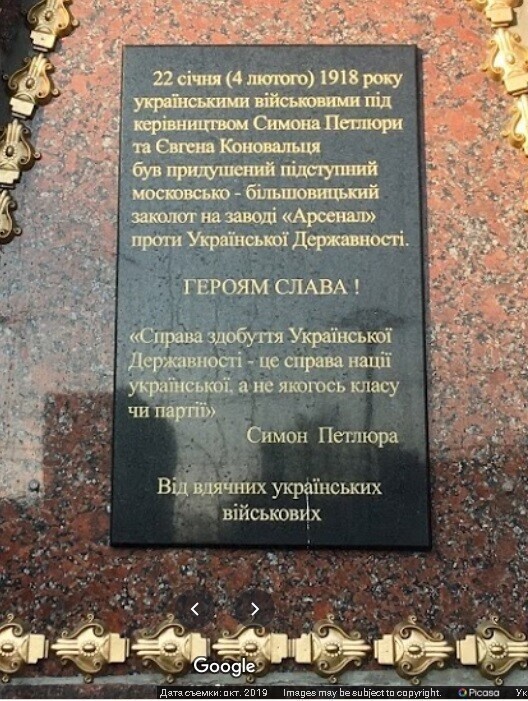 22 січня (4 лютого) 1918 року
українськими військовими під
керівництвом Симона Петлюри
та Євгена Коновальця
був придушений підступний
московсько - більшовицький
заколот на заводі «Арсенал»
проти Української Державності.
ГЕРОЯМ СЛАВА !
«Справа здобуття Української
Державності - це справа нації
української, а не якогось класу
чи партії»
Симон Петлюра
Від вдячних українських
військових
Google
Дата съемки: окт. 2019 Images may be subject to copyright. Picasa Ук